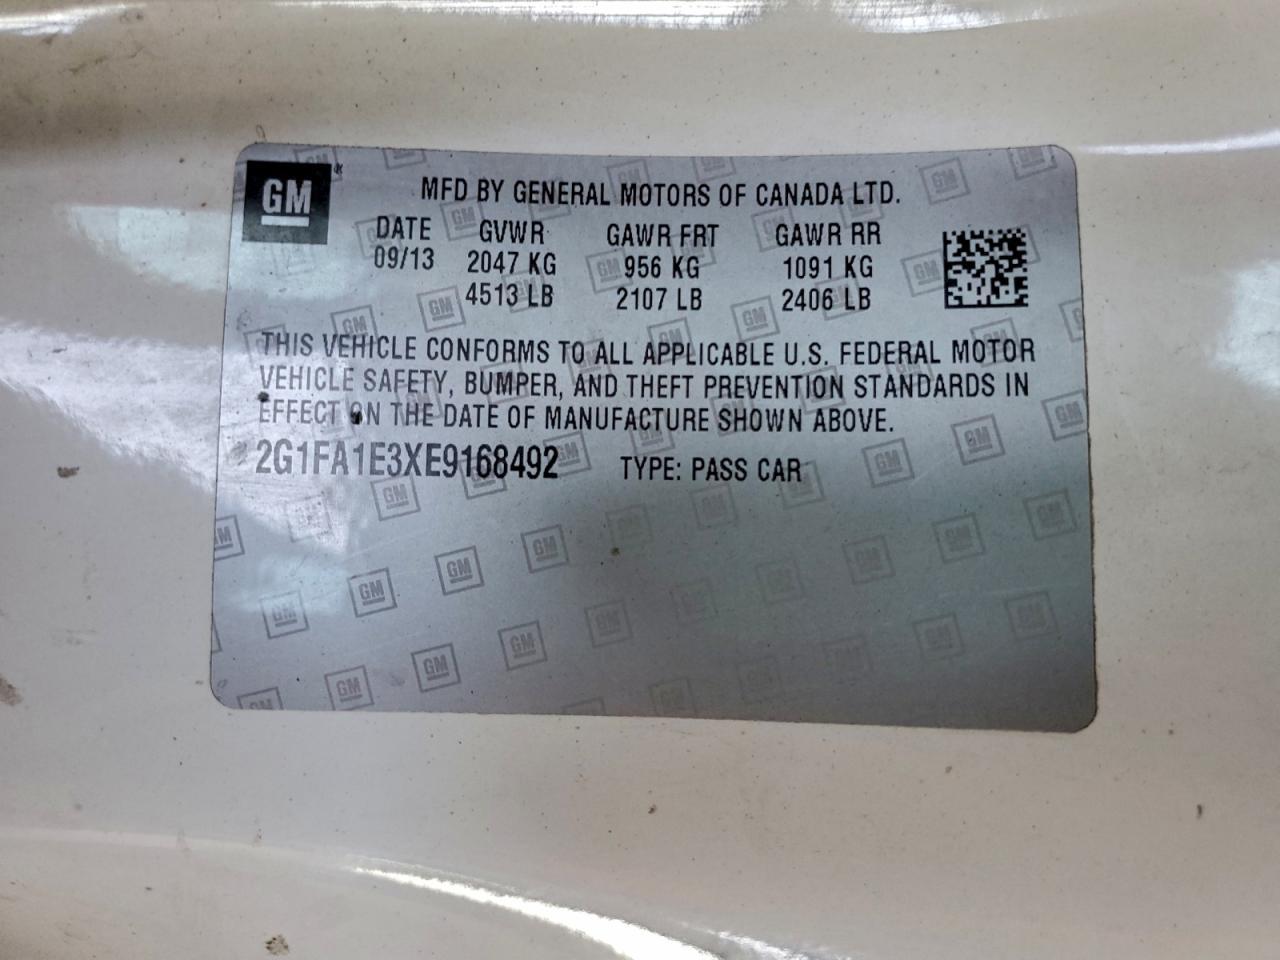 GM
MFD BY GENERAL MOTORS OF CANADA LTD.
DATE GVWR GAWR FRT GAWR RR
09/13 2047 KG 956 KG 1091 KG
4513 LB 2107 LB 2406 LB
THIS VEHICLE CONFORMS TO ALL APPLICABLE U.S. FEDERAL MOTOR
VEHICLE SAFETY, BUMPER, AND THEFT PREVENTION STANDARDS IN
EFFECT ON THE DATE OF MANUFACTURE SHOWN ABOVE.
2G1FA1E3XE9168492 TYPE: PASS CAR